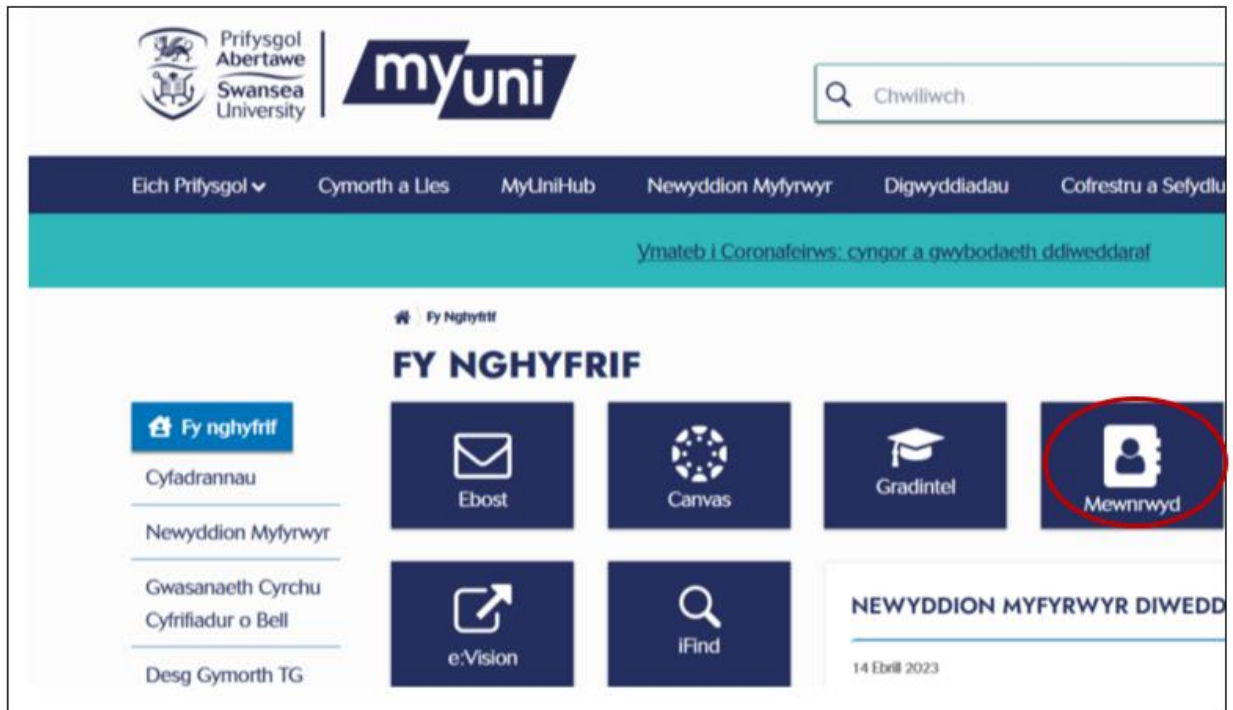 Prifysgol
Abertawe
Swansea
University
myuni
Chwiliwch
Eich Prifysgol Cymorth a Lles MyUniHub Newyddion Myfyrwyr Digwyddiadau Cofrestru a Sefydlu
Ymateb i Coronafeirws: cyngor a gwybodaeth ddiweddaraf
Fy Nghyfrif
FY NGHYFRIF
Fy nghyfrif
Cyfadrannau
Newyddion Myfyrwyr
Gwasanaeth Cyrchu
Cyfrifiadur o Bell
Desg Gymorth TG
Ebost
Canvas
Gradintel
Mewnrwyd
e:Vision
iFind
NEWYDDION MYFYRWYR DIWEDD
14 Ebrill 2023